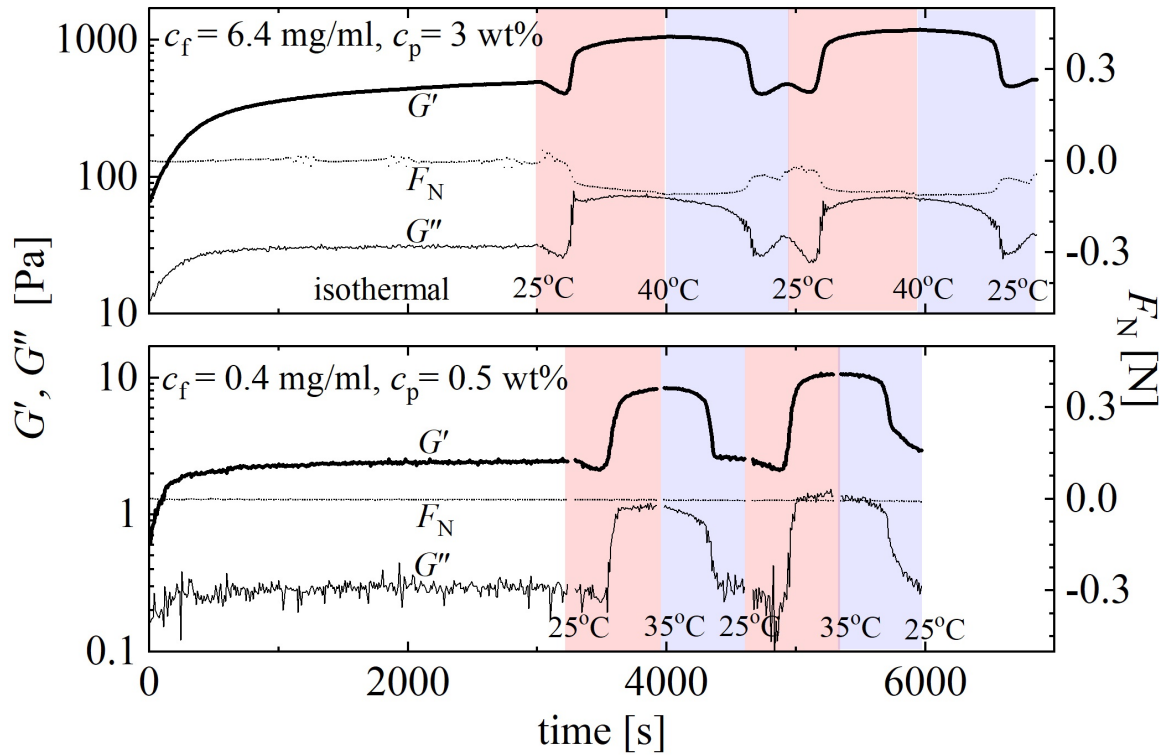 c_f = 6.4 mg/ml, c_p = 3 wt%
1000
100
10
G′
F_N
G″
isothermal
25°C
40°C
25°C
40°C
25°C
0.3
0.0
-0.3
G′, G″ [Pa]
F_N [N]
c_f = 0.4 mg/ml, c_p= 0.5 wt%
10
1
0.1
G′
F_N
G″
25°C
35°C
25°C
35°C
25°C
0.3
0.0
-0.3
0
2000
4000
6000
time [s]